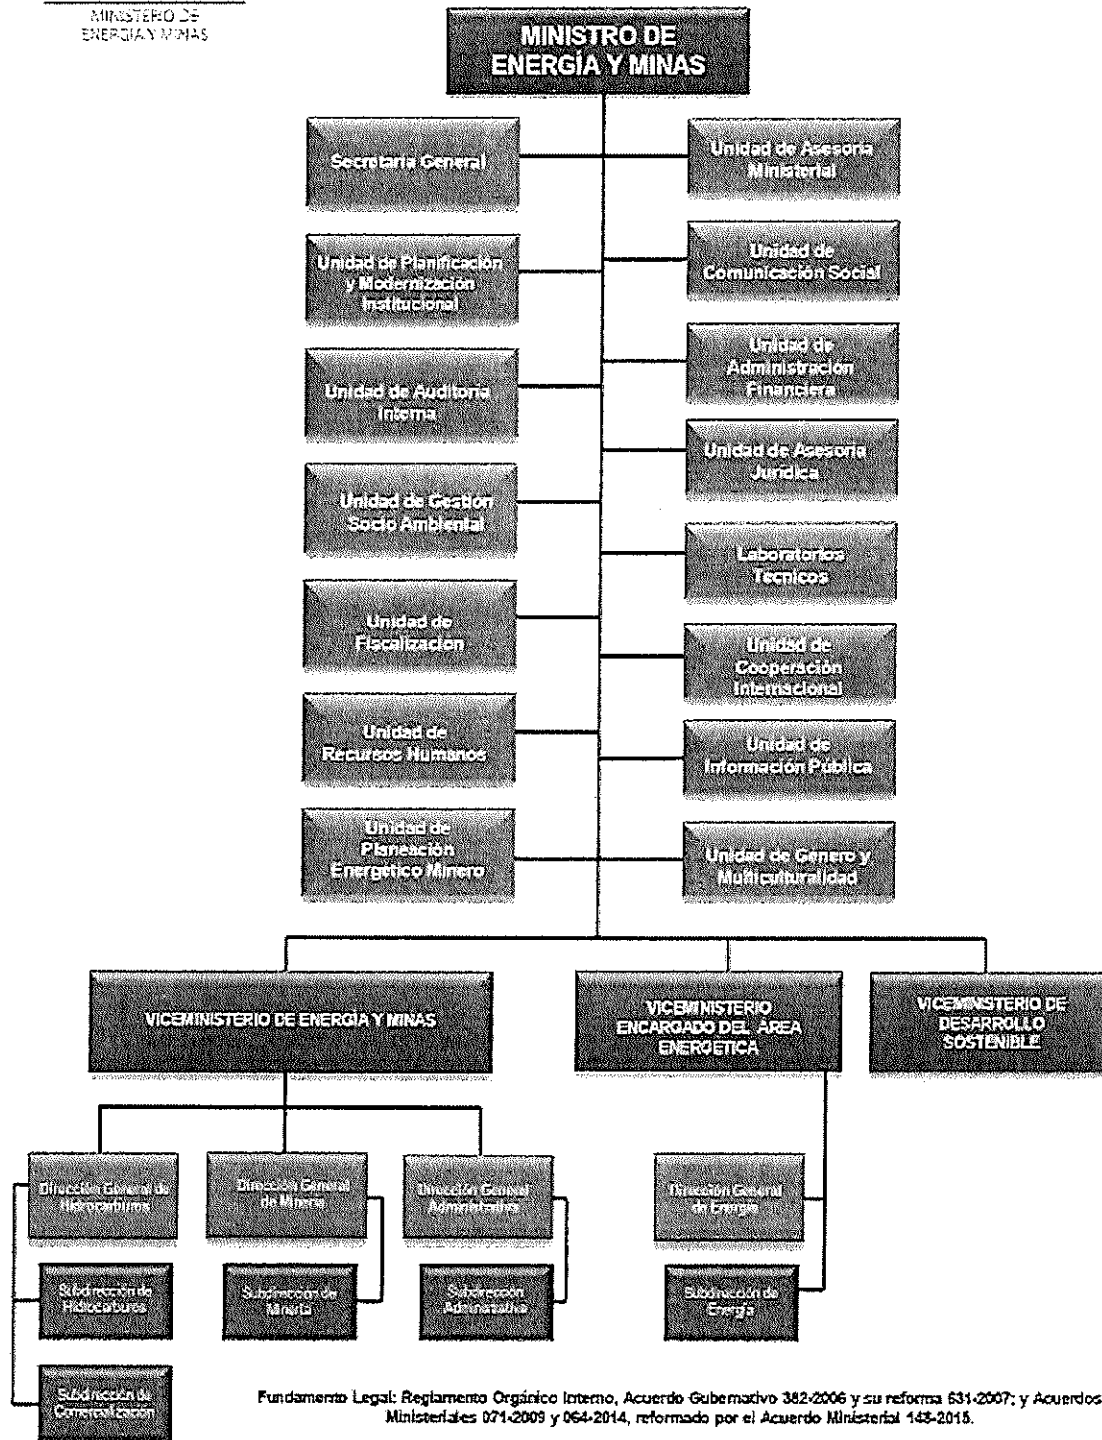 MINISTERIO DE
ENERGÍA Y MINAS
MINISTRO DE
ENERGÍA Y MINAS
Secretaría General
Unidad de Asesoría
Ministerial
Unidad de Planificación
y Modernización
Institucional
Unidad de
Comunicación Social
Unidad de Auditoria
Interna
Unidad de
Administración
Financiera
Unidad de Gestión
Socio Ambiental
Unidad de Asesoría
Jurídica
Unidad de
Fiscalización
Laboratorios
Técnicos
Unidad de
Recursos Humanos
Unidad de
Cooperación
Internacional
Unidad de
Planeación
Energético Minero
Unidad de
Información Pública
Unidad de Género y
Multiculturalidad
VICEMINISTERIO DE ENERGÍA Y MINAS
VICEMINISTERIO
ENCARGADO DEL ÁREA
ENERGÉTICA
VICEMINISTERIO DE
DESARROLLO
SOSTENIBLE
Dirección General de
Hidrocarburos
Dirección General
de Minería
Dirección General
Administrativa
Dirección General
de Energía
Subdirección de
Hidrocarburos
Subdirección de
Minería
Subdirección
Administrativa
Subdirección de
Energía
Subdirección de
Comercialización
Fundamento Legal: Reglamento Orgánico Interno, Acuerdo Gubernativo 382-2006 y su reforma 631-2007; y Acuerdos
Ministeriales 071-2009 y 064-2014, reformado por el Acuerdo Ministerial 148-2015.